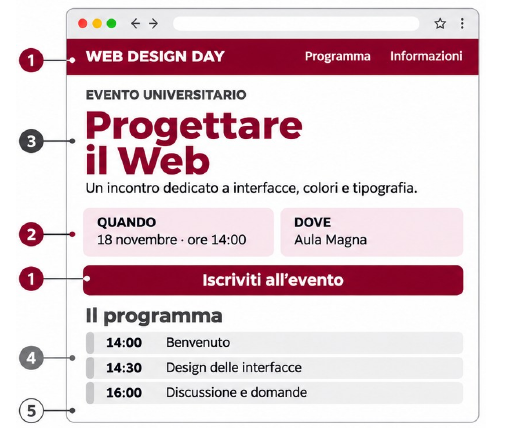 WEB DESIGN DAY Programma Informazioni
1
EVENTO UNIVERSITARIO
Progettare
3
il Web
Un incontro dedicato a interfacce, colori e tipografia.
QUANDO DOVE
2
18 novembre · ore 14:00 Aula Magna
1
Iscriviti all'evento
Il programma
14:00 Benvenuto
4
14:30 Design delle interfacce
16:00 Discussione e domande
5